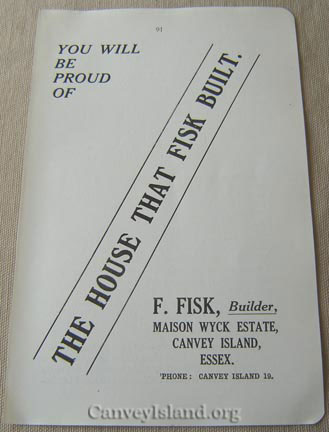 91
YOU WILL
BE
PROUD
OF
THE HOUSE THAT FISK BUILT.
F. FISK, Builder,
MAISON WYCK ESTATE,
CANVEY ISLAND,
ESSEX.
'PHONE: CANVEY ISLAND 19.
CanveyIsland.org